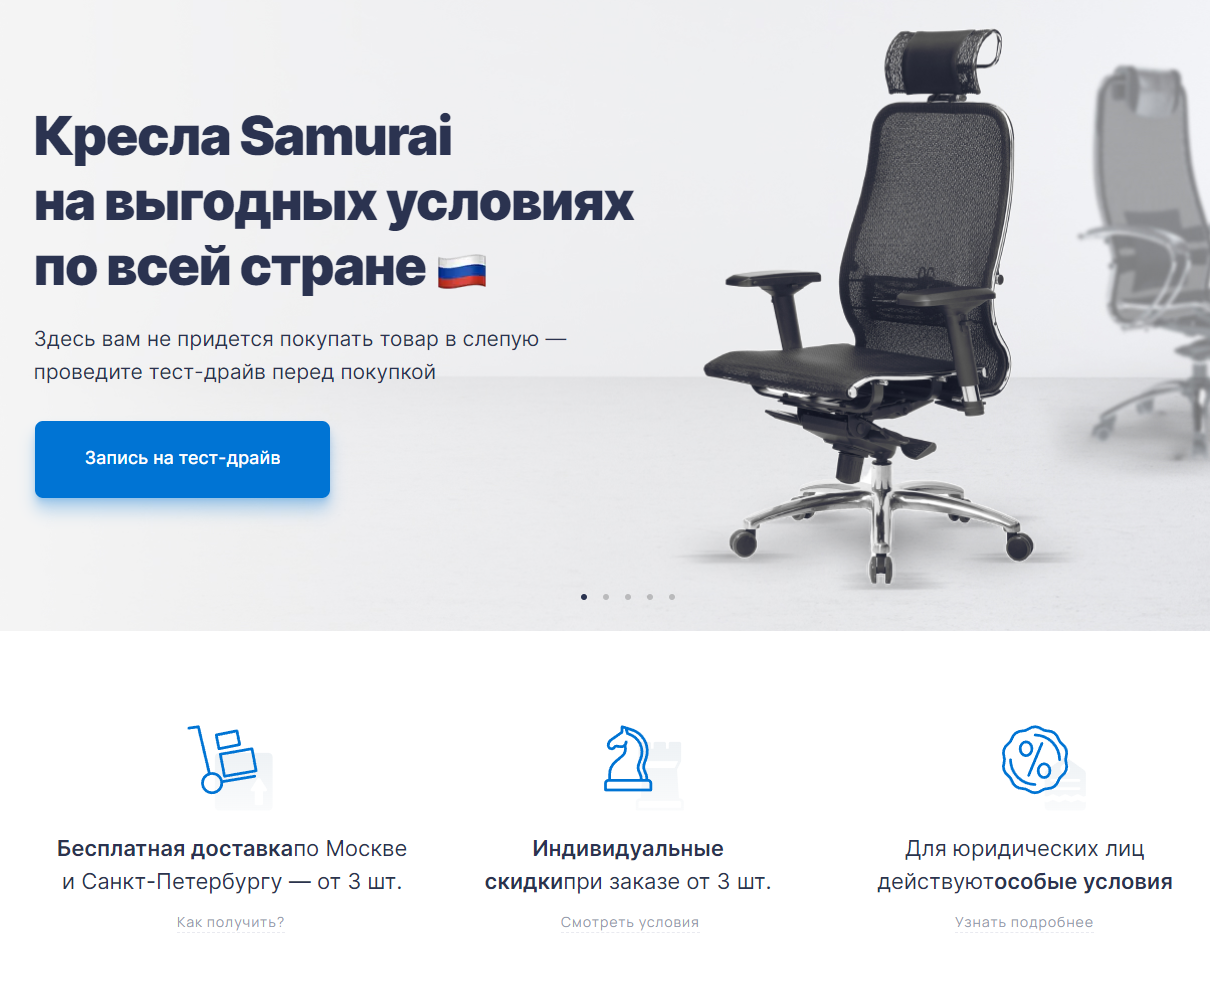 Кресла Samurai
на выгодных условиях
по всей стране 🇷🇺
Здесь вам не придется покупать товар в слепую —
проведите тест-драйв перед покупкой
Запись на тест-драйв
Бесплатная доставкапо Москве
и Санкт-Петербургу — от 3 шт.
Как получить?
Индивидуальные
скидкипри заказе от 3 шт.
Смотреть условия
Для юридических лиц
действуютособые условия
Узнать подробнее